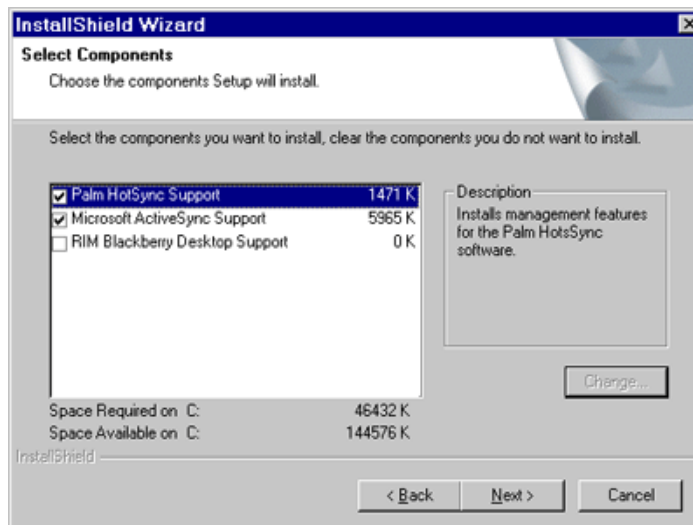 InstallShield Wizard
Select Components
Choose the components Setup will install.
Select the components you want to install, clear the components you do not want to install.
Palm HotSync Support 1471 K
Microsoft ActiveSync Support 5965 K
RIM Blackberry Desktop Support 0 K
Description
Installs management features
for the Palm HotsSync
software.
Change...
Space Required on C: 46432 K
Space Available on C: 144576 K
InstallShield
< Back Next > Cancel